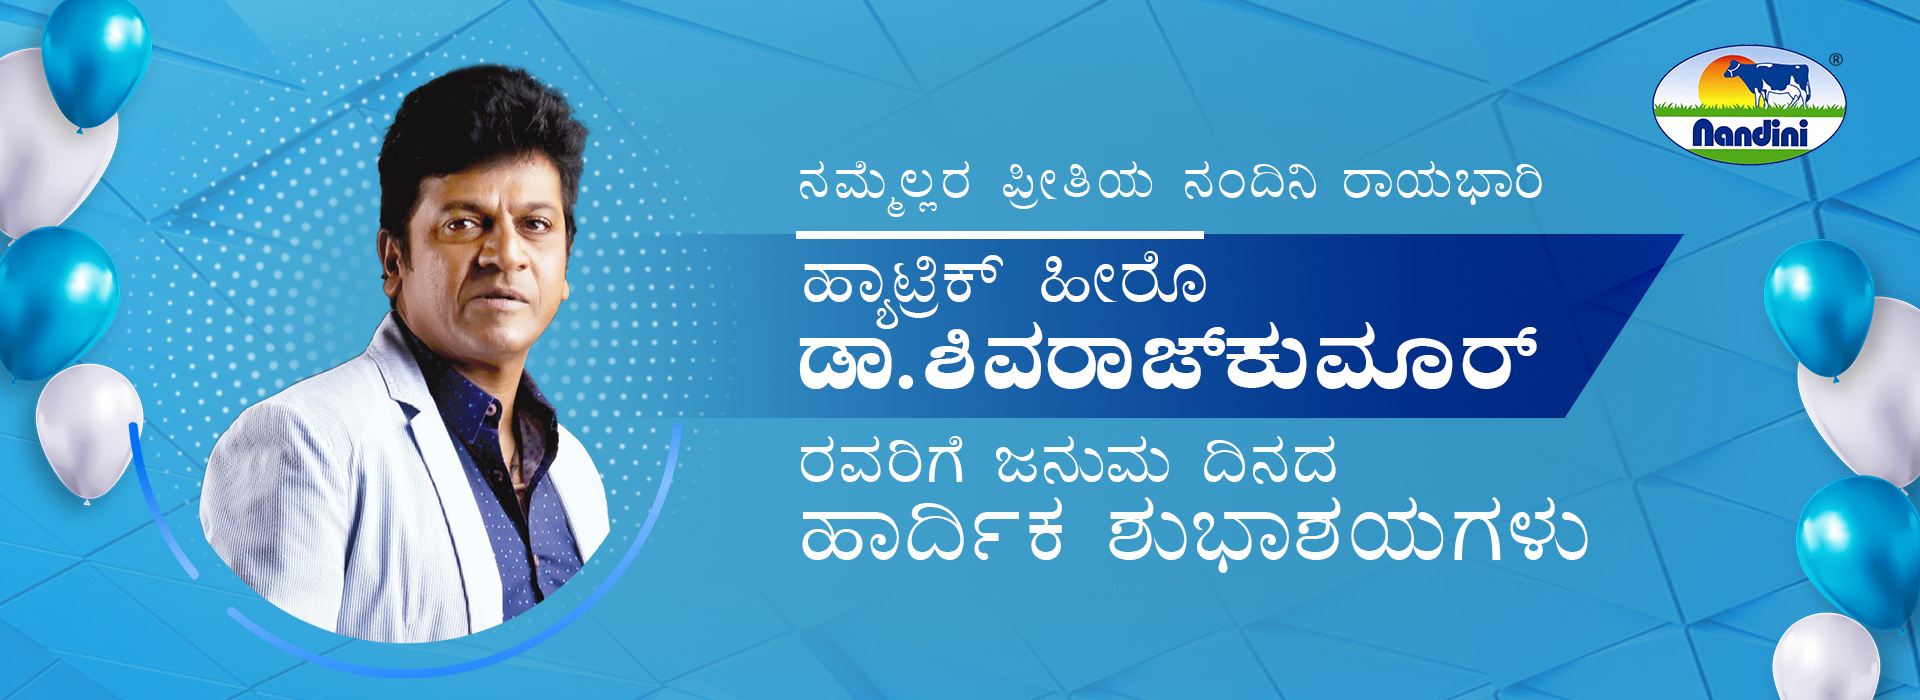 Nandini ®
ನಮ್ಮೆಲ್ಲರ ಪ್ರೀತಿಯ ನಂದಿನಿ ರಾಯಭಾರಿ
ಹ್ಯಾಟ್ರಿಕ್ ಹೀರೊ
ಡಾ.ಶಿವರಾಜ್‌ಕುಮಾರ್
ರವರಿಗೆ ಜನುಮ ದಿನದ
ಹಾರ್ದಿಕ ಶುಭಾಶಯಗಳು